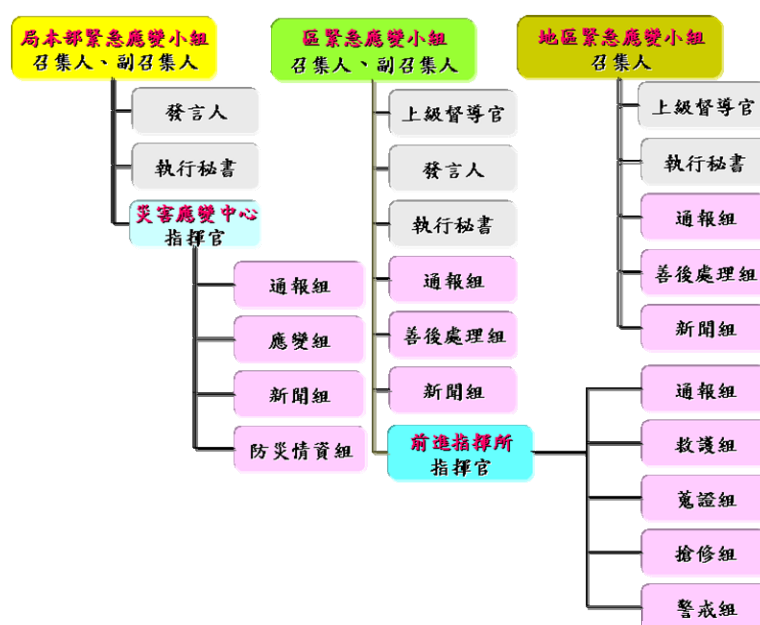 局本部緊急應變小組
召集人、副召集人
發言人
執行秘書
災害應變中心
指揮官
通報組
應變組
新聞組
防災情資組
區緊急應變小組
召集人、副召集人
上級督導官
發言人
執行秘書
通報組
善後處理組
新聞組
前進指揮所
指揮官
通報組
救護組
蒐證組
搶修組
警戒組
地區緊急應變小組
召集人
上級督導官
執行秘書
通報組
善後處理組
新聞組